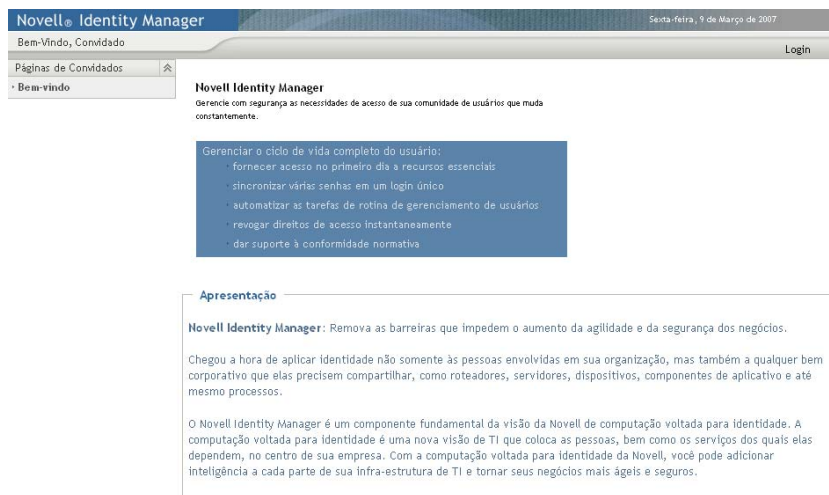 Novell® Identity Manager
Sexta-feira, 9 de Março de 2007
Bem-Vindo, Convidado
Login
Páginas de Convidados
· Bem-vindo
Novell Identity Manager
Gerencie com segurança as necessidades de acesso de sua comunidade de usuários que muda
constantemente.
Gerenciar o ciclo de vida completo do usuário:
· fornecer acesso no primeiro dia a recursos essenciais
· sincronizar várias senhas em um login único
· automatizar as tarefas de rotina de gerenciamento de usuários
· revogar direitos de acesso instantaneamente
· dar suporte à conformidade normativa
Apresentação
Novell Identity Manager: Remova as barreiras que impedem o aumento da agilidade e da segurança dos negócios.
Chegou a hora de aplicar identidade não somente às pessoas envolvidas em sua organização, mas também a qualquer bem
corporativo que elas precisem compartilhar, como roteadores, servidores, dispositivos, componentes de aplicativo e até
mesmo processos.
O Novell Identity Manager é um componente fundamental da visão da Novell de computação voltada para identidade. A
computação voltada para identidade é uma nova visão de TI que coloca as pessoas, bem como os serviços dos quais elas
dependem, no centro de sua empresa. Com a computação voltada para identidade da Novell, você pode adicionar
inteligência a cada parte de sua infra-estrutura de TI e tornar seus negócios mais ágeis e seguros.